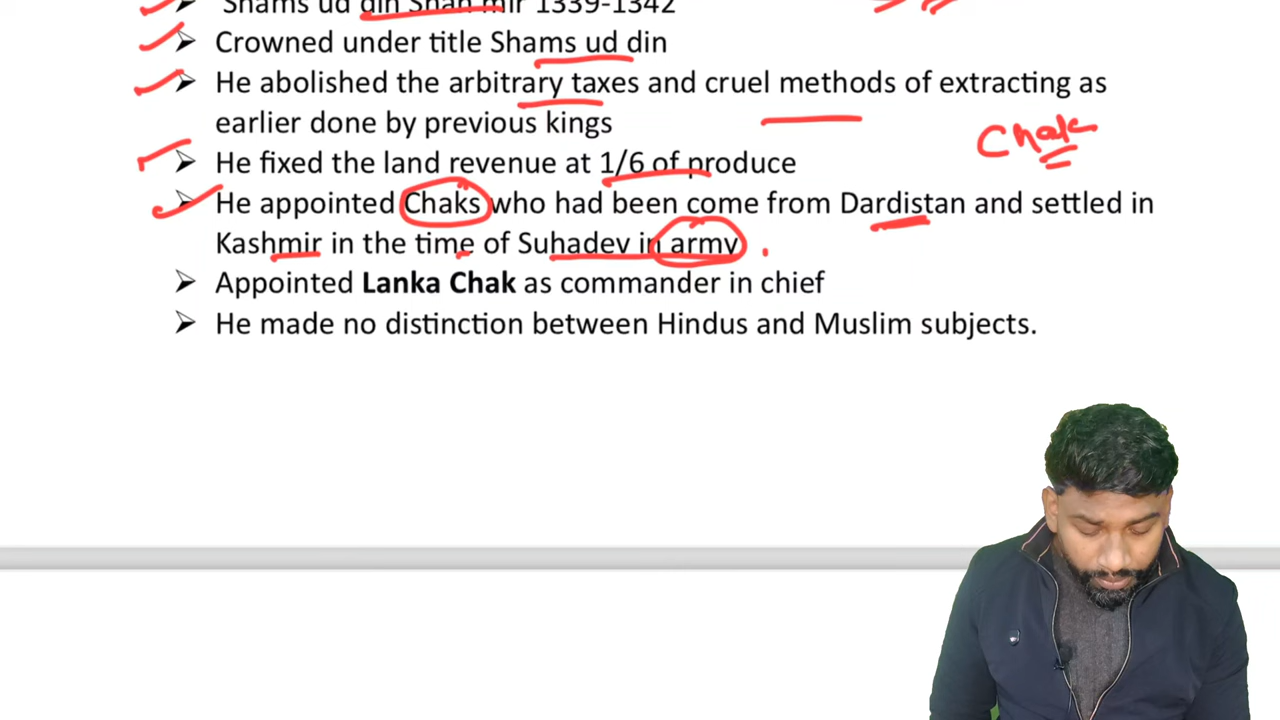 Shams ud din Shah mir 1339-1342
➢ Crowned under title Shams ud din
➢ He abolished the arbitrary taxes and cruel methods of extracting as
earlier done by previous kings
Chak
➢ He fixed the land revenue at 1/6 of produce
➢ He appointed Chaks who had been come from Dardistan and settled in
Kashmir in the time of Suhadev in army
➢ Appointed Lanka Chak as commander in chief
➢ He made no distinction between Hindus and Muslim subjects.